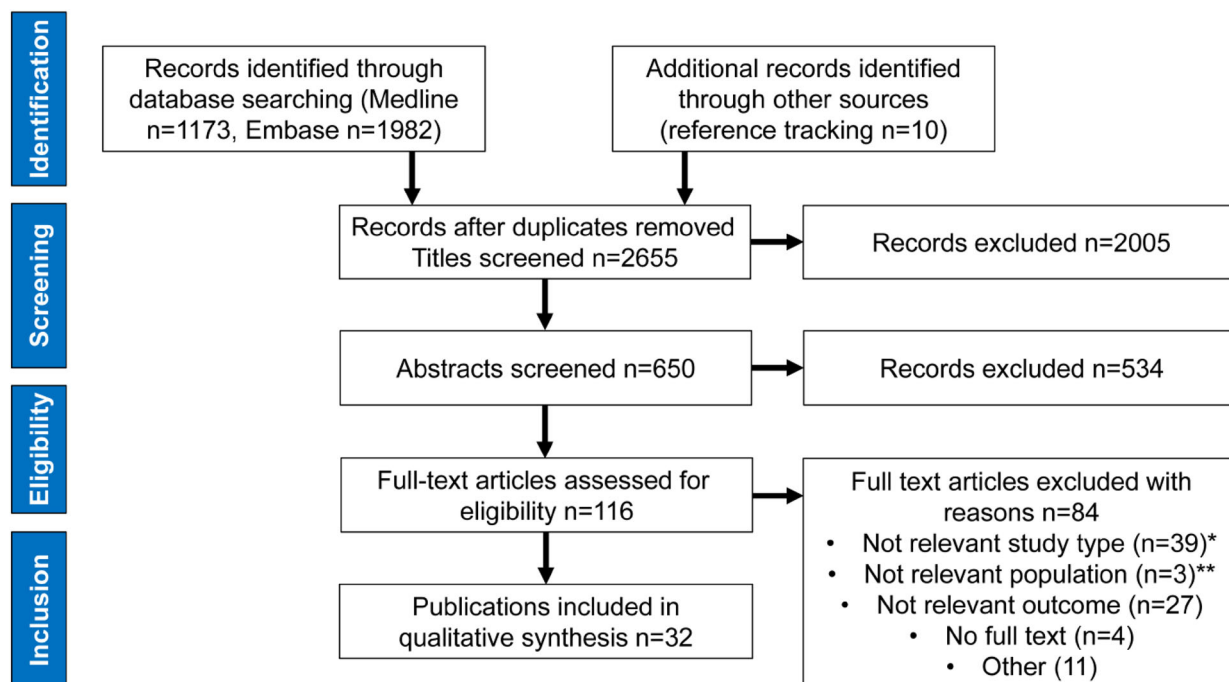 Identification
Records identified through
database searching (Medline
n=1173, Embase n=1982)
Additional records identified
through other sources
(reference tracking n=10)
Screening
Records after duplicates removed
Titles screened n=2655
Records excluded n=2005
Abstracts screened n=650
Records excluded n=534
Eligibility
Full-text articles assessed for
eligibility n=116
Full text articles excluded with
reasons n=84
• Not relevant study type (n=39)*
• Not relevant population (n=3)**
• Not relevant outcome (n=27)
• No full text (n=4)
• Other (11)
Inclusion
Publications included in
qualitative synthesis n=32